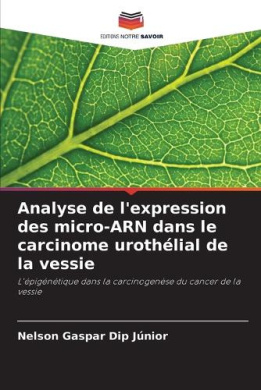 EDITIONS NOTRE SAVOIR
Analyse de l'expression
des micro-ARN dans le
carcinome urothélial de
la vessie
L'épigénétique dans la carcinogenèse du cancer de la
vessie
Nelson Gaspar Dip Júnior